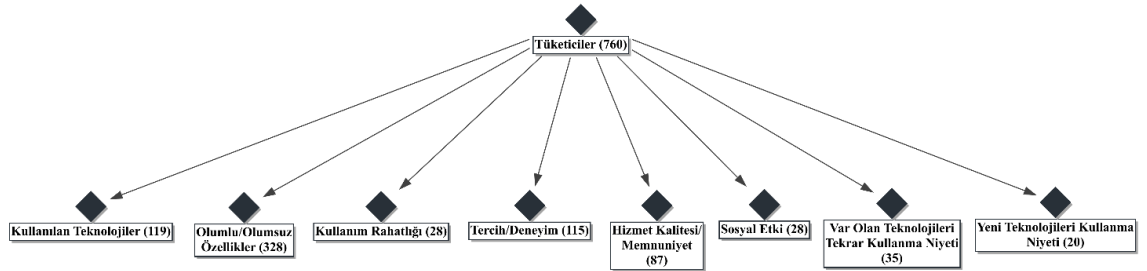 Tüketiciler (760)
Kullanılan Teknolojiler (119)
Olumlu/Olumsuz
Özellikler (328)
Kullanım Rahatlığı (28)
Tercih/Deneyim (115)
Hizmet Kalitesi/
Memnuniyet
(87)
Sosyal Etki (28)
Var Olan Teknolojileri
Tekrar Kullanma Niyeti
(35)
Yeni Teknolojileri Kullanma
Niyeti (20)